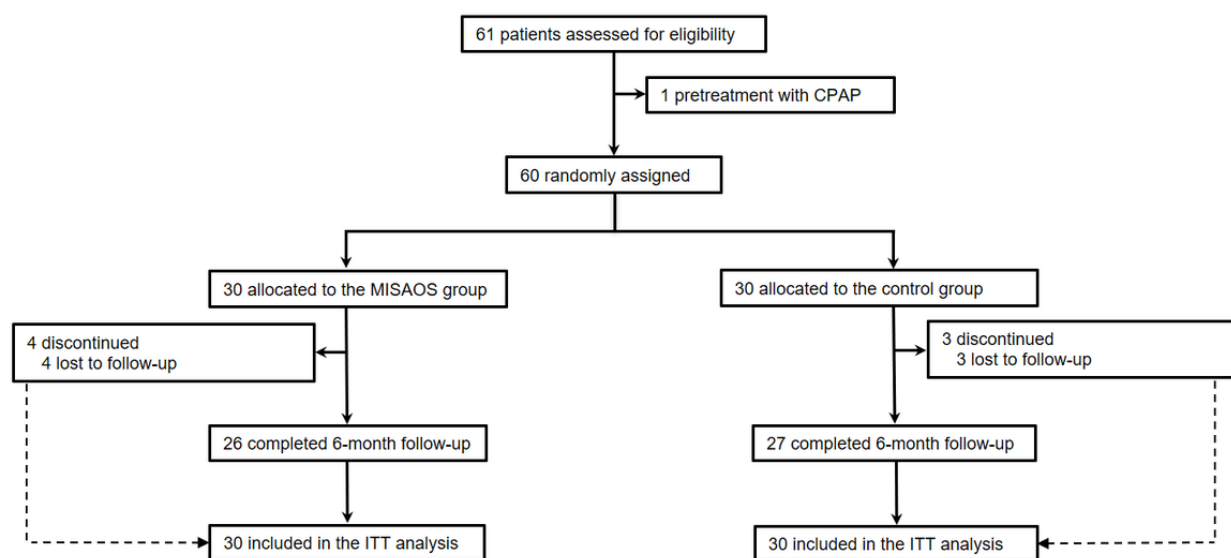 61 patients assessed for eligibility
1 pretreatment with CPAP
60 randomly assigned
30 allocated to the MISAOS group
30 allocated to the control group
4 discontinued
4 lost to follow-up
3 discontinued
3 lost to follow-up
26 completed 6-month follow-up
27 completed 6-month follow-up
30 included in the ITT analysis
30 included in the ITT analysis